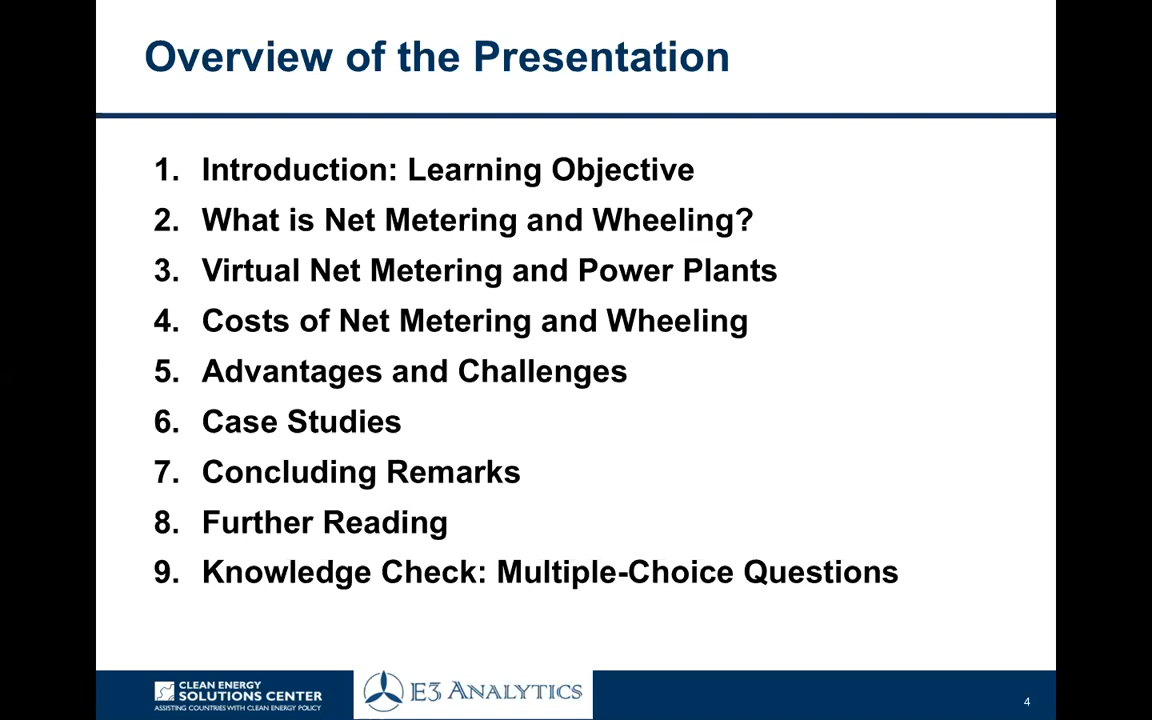 Overview of the Presentation
1. Introduction: Learning Objective
2. What is Net Metering and Wheeling?
3. Virtual Net Metering and Power Plants
4. Costs of Net Metering and Wheeling
5. Advantages and Challenges
6. Case Studies
7. Concluding Remarks
8. Further Reading
9. Knowledge Check: Multiple-Choice Questions
CLEAN ENERGY
SOLUTIONS CENTER
ASSISTING COUNTRIES WITH CLEAN ENERGY POLICY
E3 ANALYTICS
4